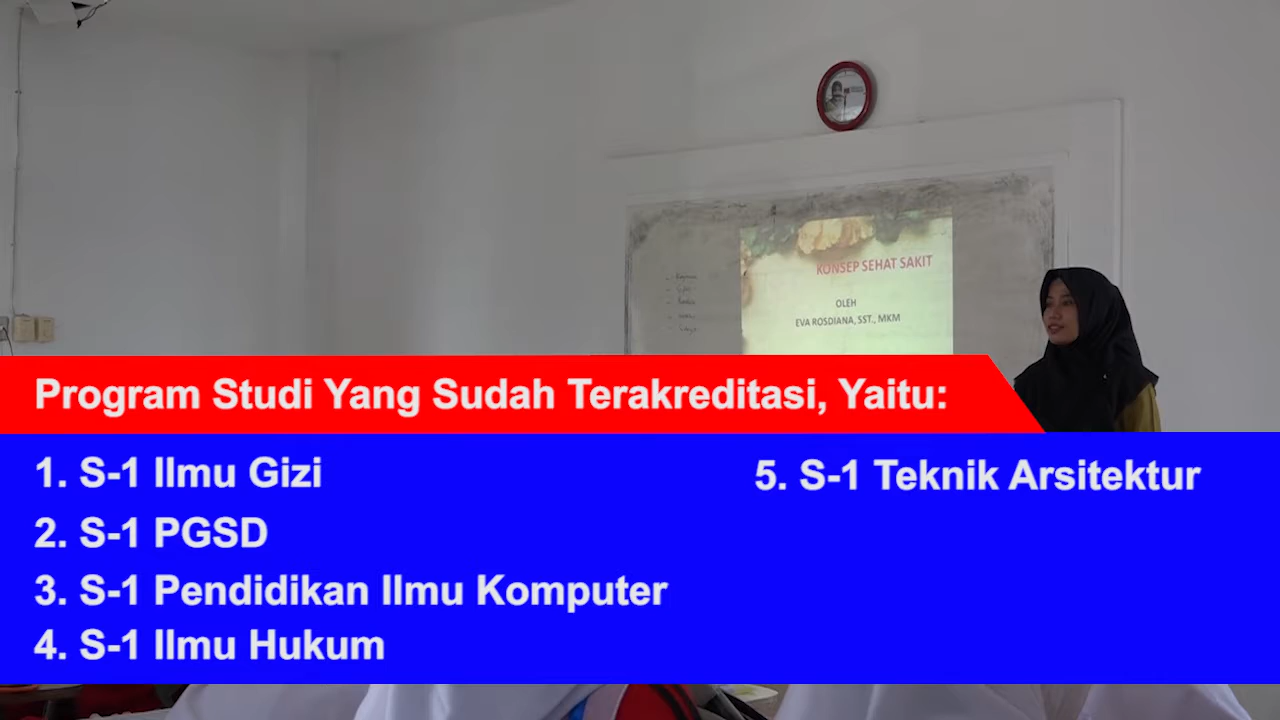 KONSEP SEHAT SAKIT
OLEH
EVA ROSDIANA, SST., MKM
Program Studi Yang Sudah Terakreditasi, Yaitu:
1. S-1 Ilmu Gizi
2. S-1 PGSD
3. S-1 Pendidikan Ilmu Komputer
4. S-1 Ilmu Hukum
5. S-1 Teknik Arsitektur